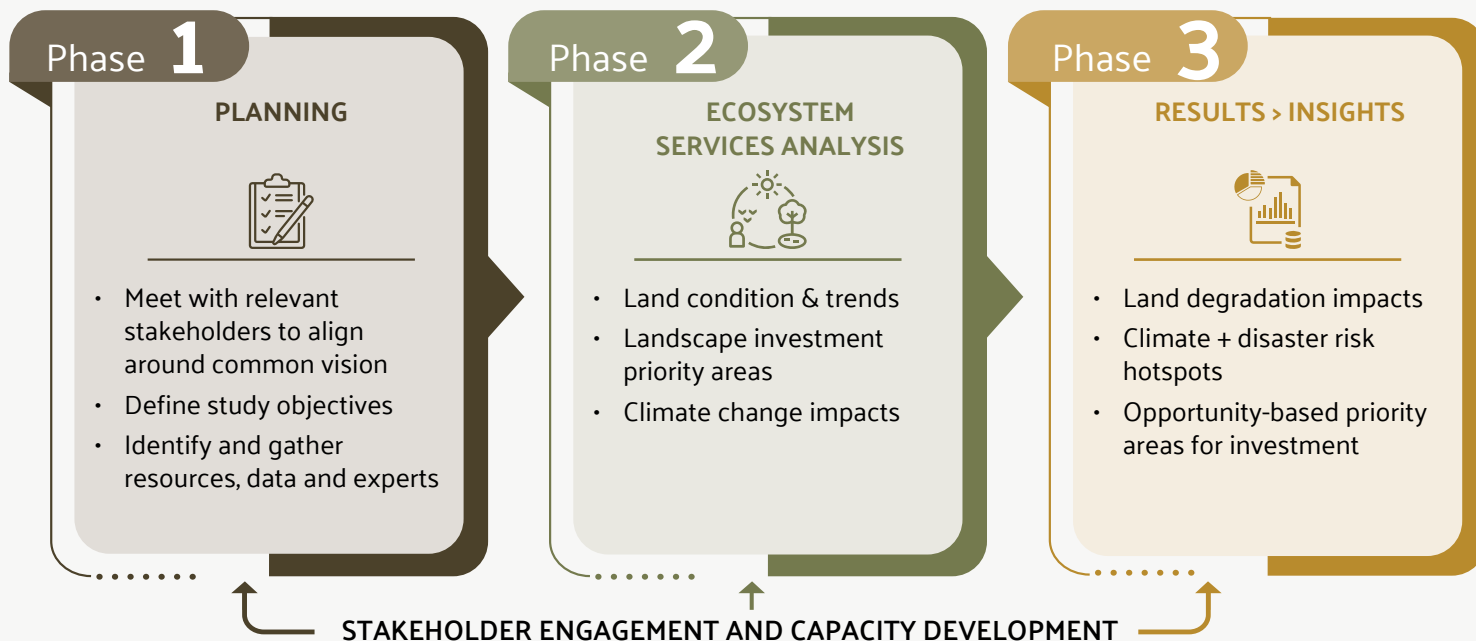 Phase 1
PLANNING
• Meet with relevant
stakeholders to align
around common vision
• Define study objectives
• Identify and gather
resources, data and experts
Phase 2
ECOSYSTEM
SERVICES ANALYSIS
• Land condition & trends
• Landscape investment
priority areas
• Climate change impacts
Phase 3
RESULTS > INSIGHTS
• Land degradation impacts
• Climate + disaster risk
hotspots
• Opportunity-based priority
areas for investment
STAKEHOLDER ENGAGEMENT AND CAPACITY DEVELOPMENT